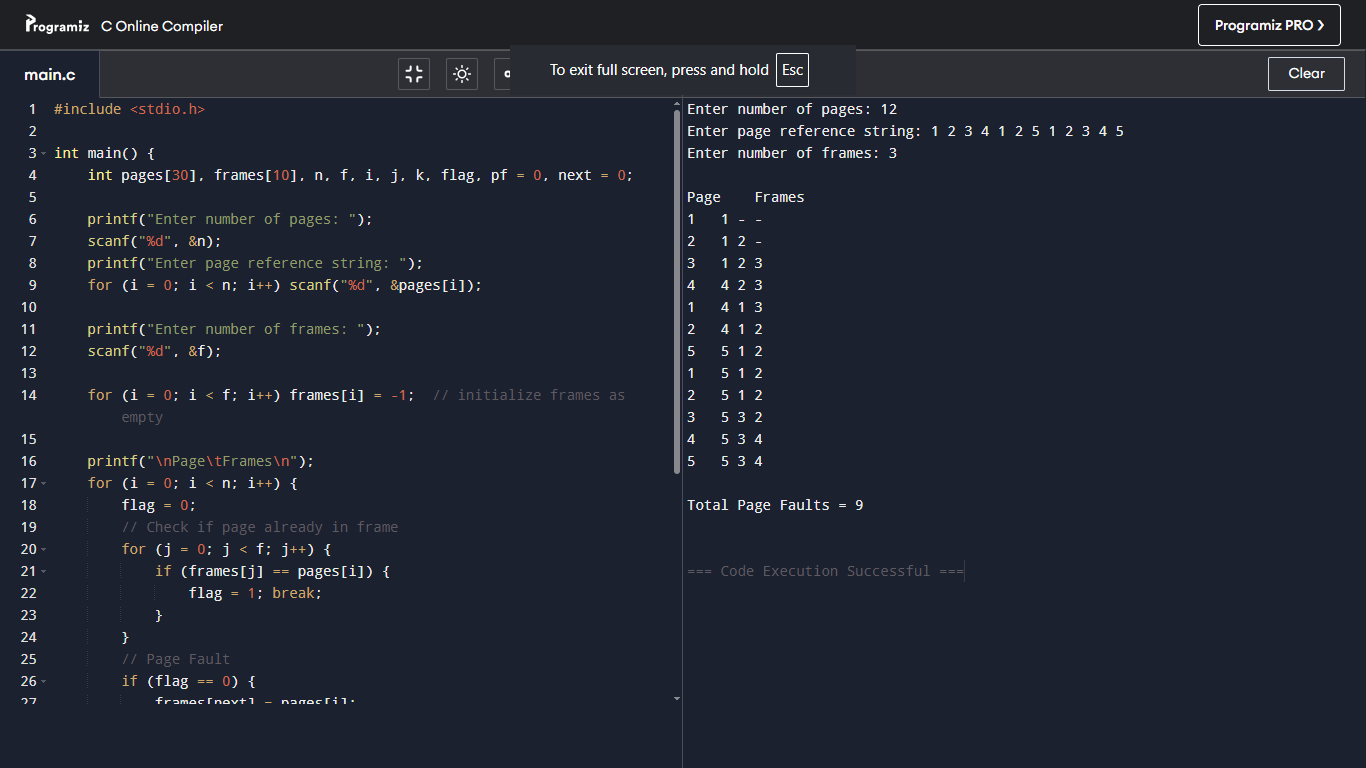 Programiz C Online Compiler
Programiz PRO
main.c
To exit full screen, press and hold Esc
Clear
1 #include <stdio.h>
2
3 int main() {
4 int pages[30], frames[10], n, f, i, j, k, flag, pf = 0, next = 0;
5
6 printf("Enter number of pages: ");
7 scanf("%d", &n);
8 printf("Enter page reference string: ");
9 for (i = 0; i < n; i++) scanf("%d", &pages[i]);
10
11 printf("Enter number of frames: ");
12 scanf("%d", &f);
13
14 for (i = 0; i < f; i++) frames[i] = -1;  // initialize frames as
empty
15
16 printf("\nPage\tFrames\n");
17 for (i = 0; i < n; i++) {
18 flag = 0;
19 // Check if page already in frame
20 for (j = 0; j < f; j++) {
21 if (frames[j] == pages[i]) {
22 flag = 1; break;
23 }
24 }
25 // Page Fault
26 if (flag == 0) {
27 frames[next] = pages[i];
Enter number of pages: 12
Enter page reference string: 1 2 3 4 1 2 5 1 2 3 4 5
Enter number of frames: 3
Page Frames
1 1 - -
2 1 2 -
3 1 2 3
4 4 2 3
1 4 1 3
2 4 1 2
5 5 1 2
1 5 1 2
2 5 1 2
3 5 3 2
4 5 3 4
5 5 3 4
Total Page Faults = 9
=== Code Execution Successful ===